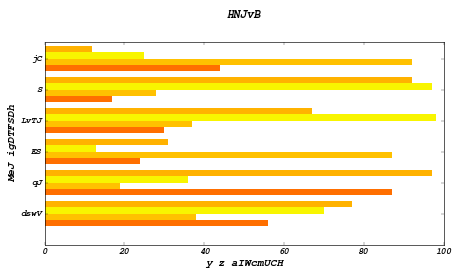 HNJvB
MeJ igDTFSDh
jC
S
LvTJ
ES
qJ
dswV
0 20 40 60 80 100
y z aIWcmUCH